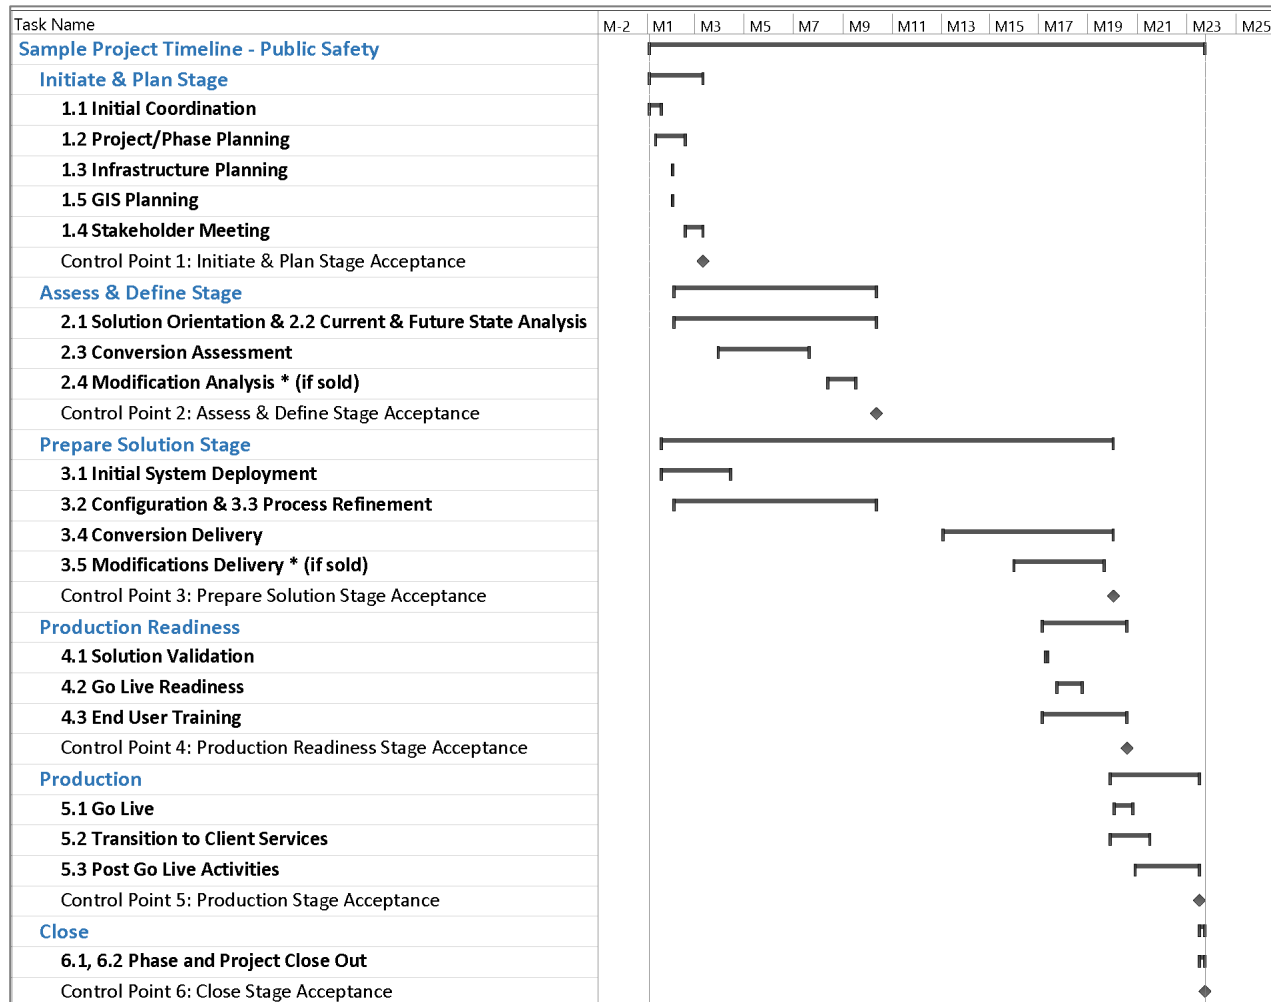 Task Name M-2 M1 M3 M5 M7 M9 M11 M13 M15 M17 M19 M21 M23 M25
Sample Project Timeline - Public Safety
Initiate & Plan Stage
1.1 Initial Coordination
1.2 Project/Phase Planning
1.3 Infrastructure Planning
1.5 GIS Planning
1.4 Stakeholder Meeting
Control Point 1: Initiate & Plan Stage Acceptance
Assess & Define Stage
2.1 Solution Orientation & 2.2 Current & Future State Analysis
2.3 Conversion Assessment
2.4 Modification Analysis * (if sold)
Control Point 2: Assess & Define Stage Acceptance
Prepare Solution Stage
3.1 Initial System Deployment
3.2 Configuration & 3.3 Process Refinement
3.4 Conversion Delivery
3.5 Modifications Delivery * (if sold)
Control Point 3: Prepare Solution Stage Acceptance
Production Readiness
4.1 Solution Validation
4.2 Go Live Readiness
4.3 End User Training
Control Point 4: Production Readiness Stage Acceptance
Production
5.1 Go Live
5.2 Transition to Client Services
5.3 Post Go Live Activities
Control Point 5: Production Stage Acceptance
Close
6.1, 6.2 Phase and Project Close Out
Control Point 6: Close Stage Acceptance